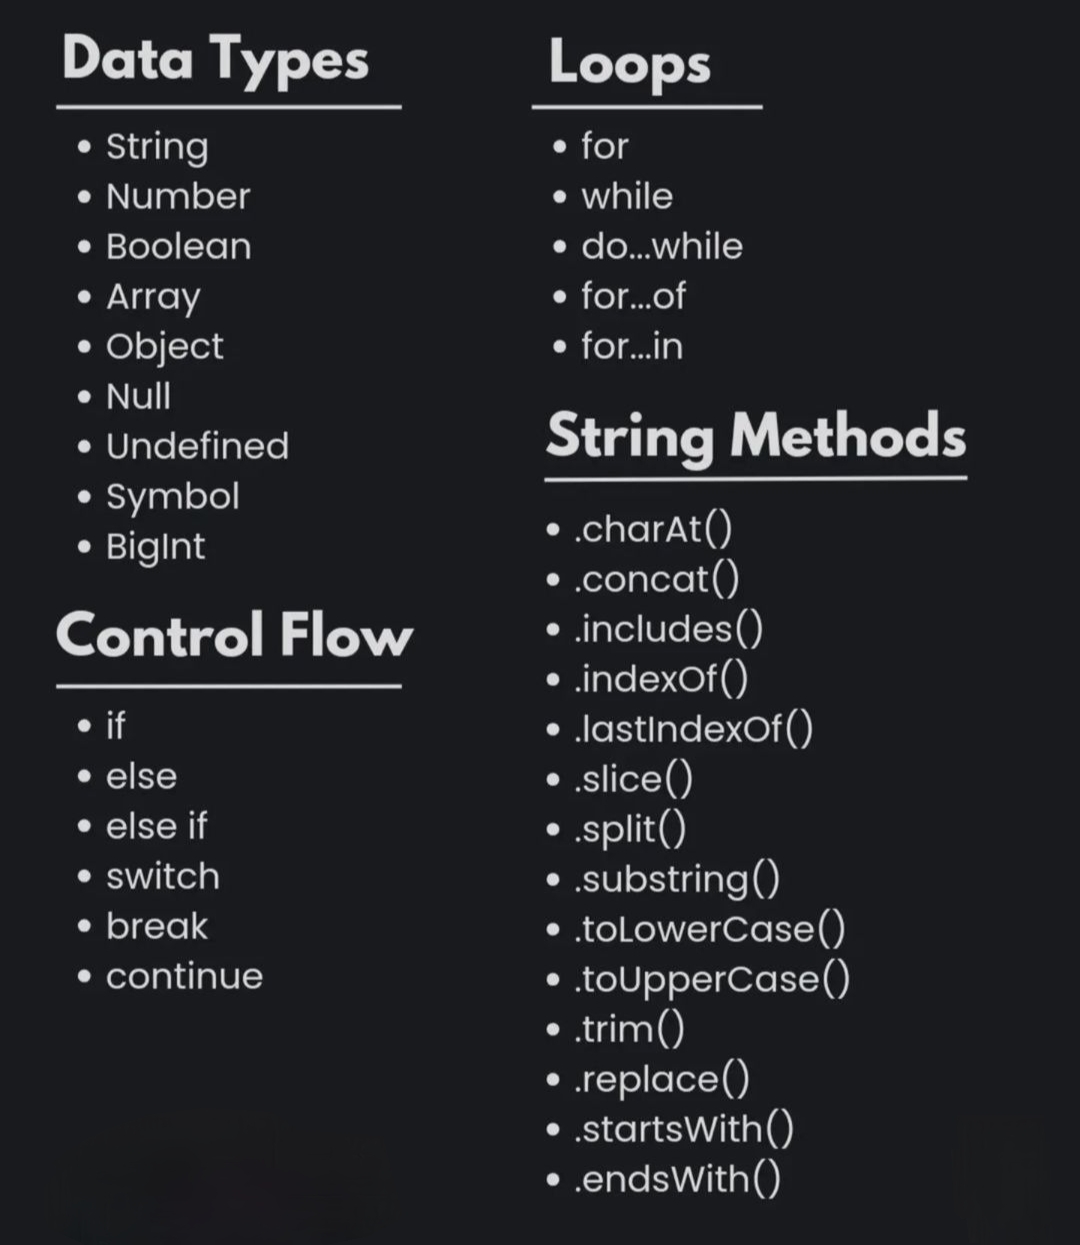 Data Types
• String
• Number
• Boolean
• Array
• Object
• Null
• Undefined
• Symbol
• BigInt
Control Flow
• if
• else
• else if
• switch
• break
• continue
Loops
• for
• while
• do...while
• for...of
• for...in
String Methods
• .charAt()
• .concat()
• .includes()
• .indexOf()
• .lastIndexOf()
• .slice()
• .split()
• .substring()
• .toLowerCase()
• .toUpperCase()
• .trim()
• .replace()
• .startsWith()
• .endsWith()